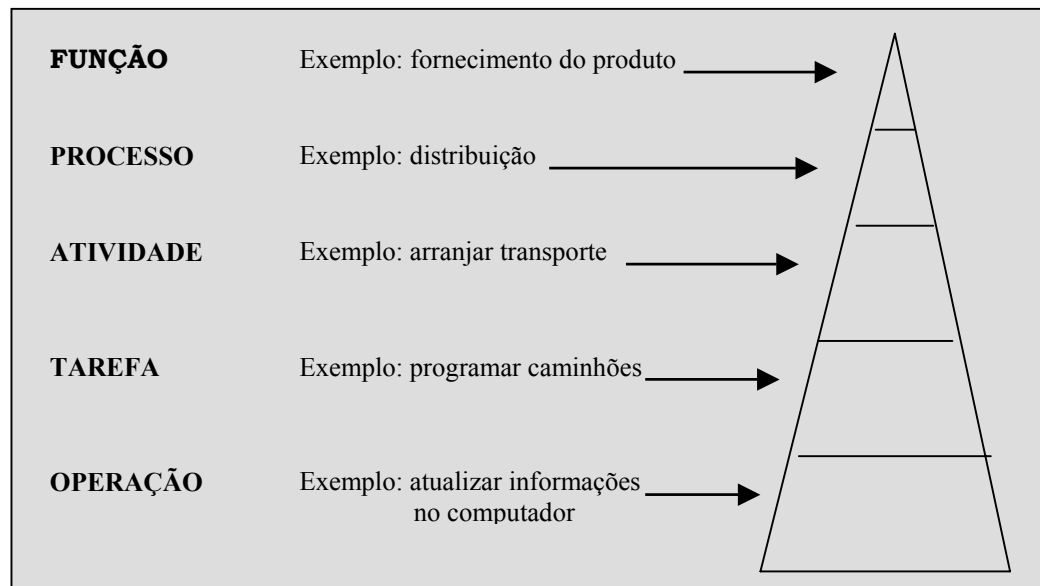 FUNÇÃO Exemplo: fornecimento do produto
PROCESSO Exemplo: distribuição
ATIVIDADE Exemplo: arranjar transporte
TAREFA Exemplo: programar caminhões
OPERAÇÃO Exemplo: atualizar informações
no computador